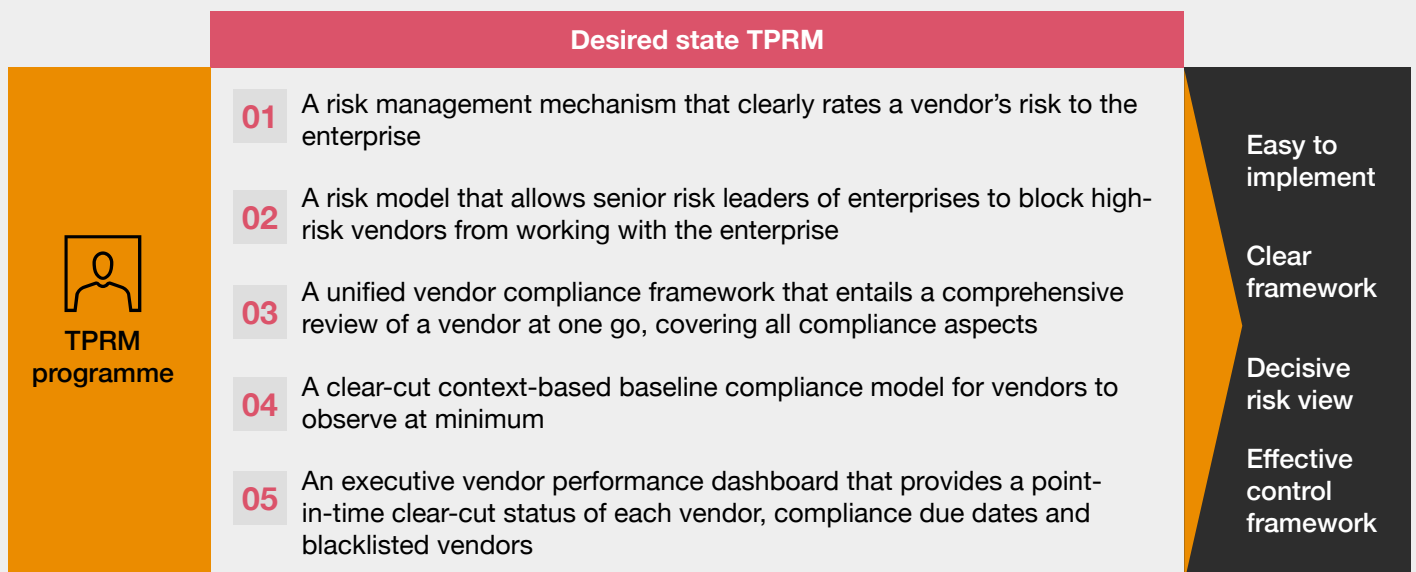 Desired state TPRM
TPRM
programme
01
A risk management mechanism that clearly rates a vendor’s risk to the
enterprise
02
A risk model that allows senior risk leaders of enterprises to block high-
risk vendors from working with the enterprise
03
A unified vendor compliance framework that entails a comprehensive
review of a vendor at one go, covering all compliance aspects
04
A clear-cut context-based baseline compliance model for vendors to
observe at minimum
05
An executive vendor performance dashboard that provides a point-
in-time clear-cut status of each vendor, compliance due dates and
blacklisted vendors
Easy to
implement
Clear
framework
Decisive
risk view
Effective
control
framework